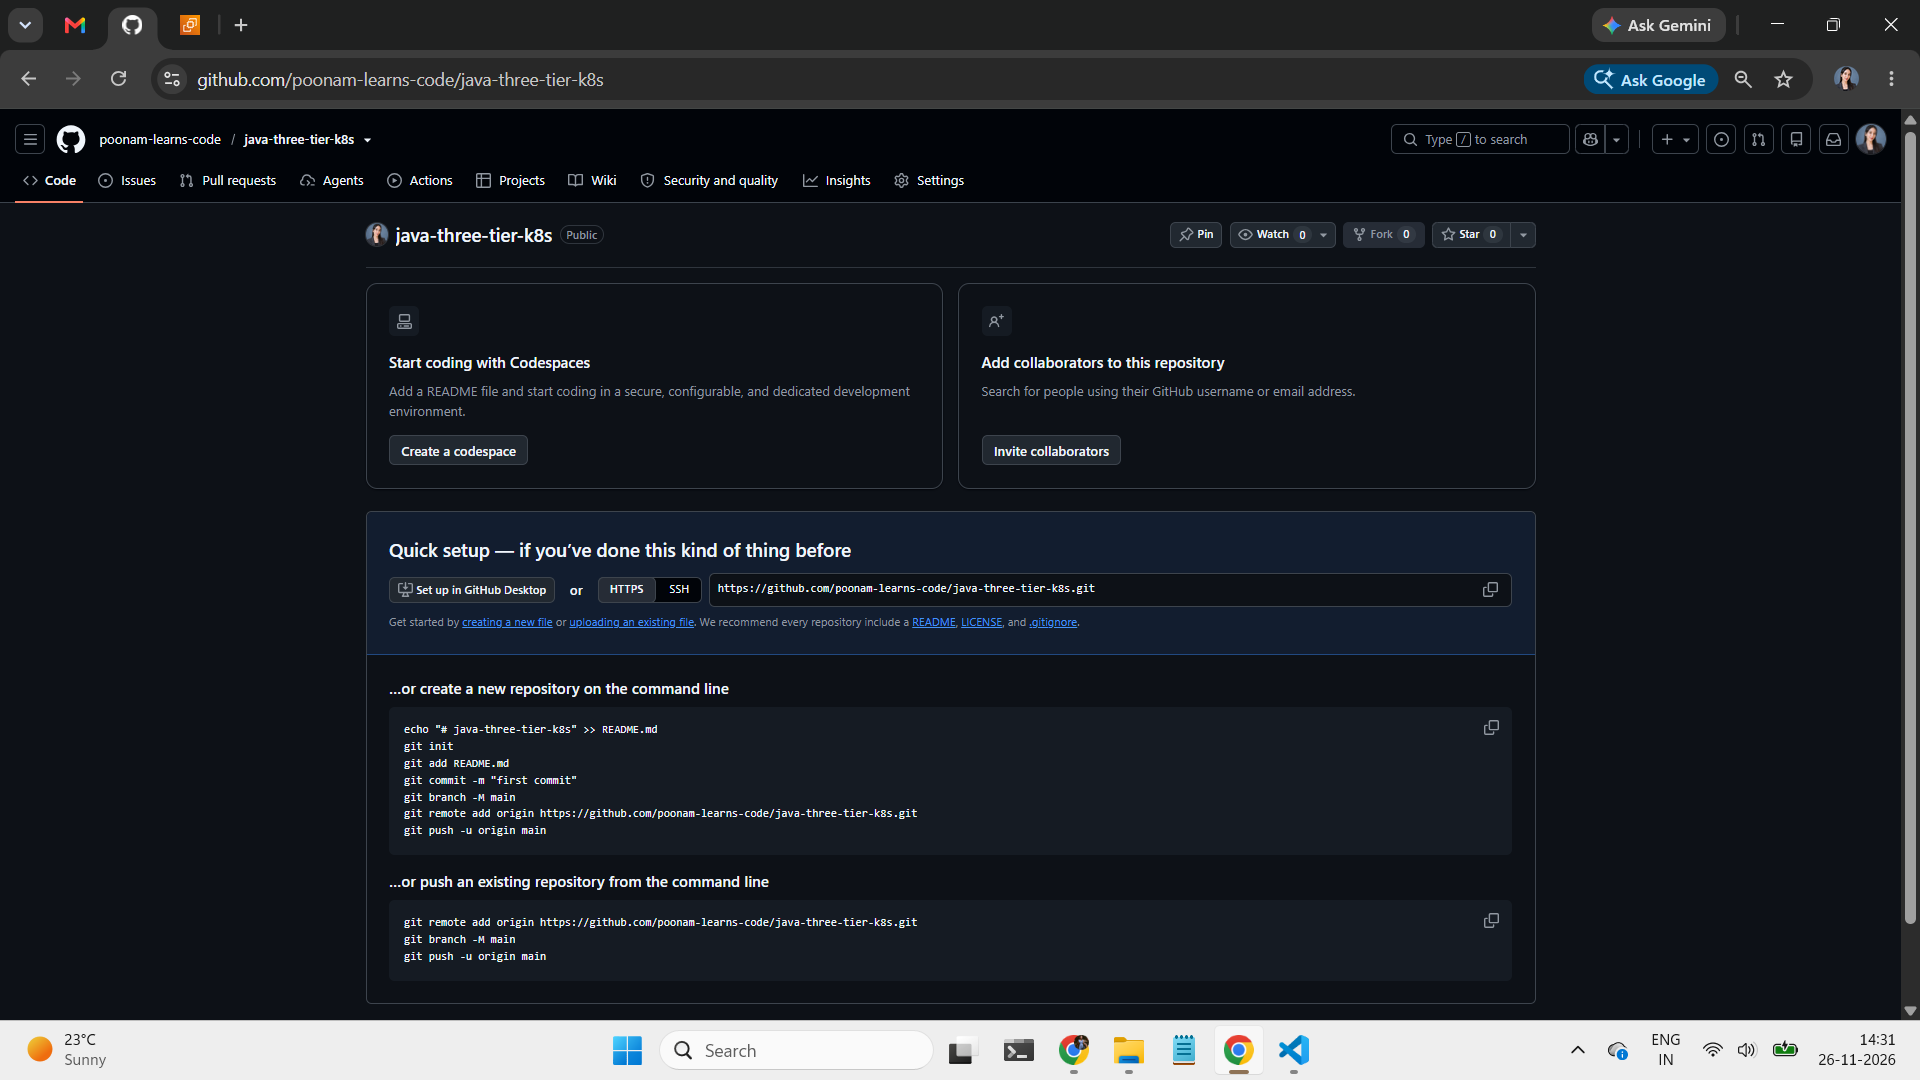 Ask Gemini
github.com/poonam-learns-code/java-three-tier-k8s
Ask Google
poonam-learns-code / java-three-tier-k8s
Type / to search
Code
Issues
Pull requests
Agents
Actions
Projects
Wiki
Security and quality
Insights
Settings
java-three-tier-k8s Public
Pin
Watch 0
Fork 0
Star 0
Start coding with Codespaces
Add a README file and start coding in a secure, configurable, and dedicated development
environment.
Create a codespace
Add collaborators to this repository
Search for people using their GitHub username or email address.
Invite collaborators
Quick setup — if you’ve done this kind of thing before
Set up in GitHub Desktop or HTTPS SSH https://github.com/poonam-learns-code/java-three-tier-k8s.git
Get started by creating a new file or uploading an existing file. We recommend every repository include a README, LICENSE, and .gitignore.
...or create a new repository on the command line
echo "# java-three-tier-k8s" >> README.md
git init
git add README.md
git commit -m "first commit"
git branch -M main
git remote add origin https://github.com/poonam-learns-code/java-three-tier-k8s.git
git push -u origin main
...or push an existing repository from the command line
git remote add origin https://github.com/poonam-learns-code/java-three-tier-k8s.git
git branch -M main
git push -u origin main
23°C
Sunny
Search
ENG
IN
14:31
26-11-2026